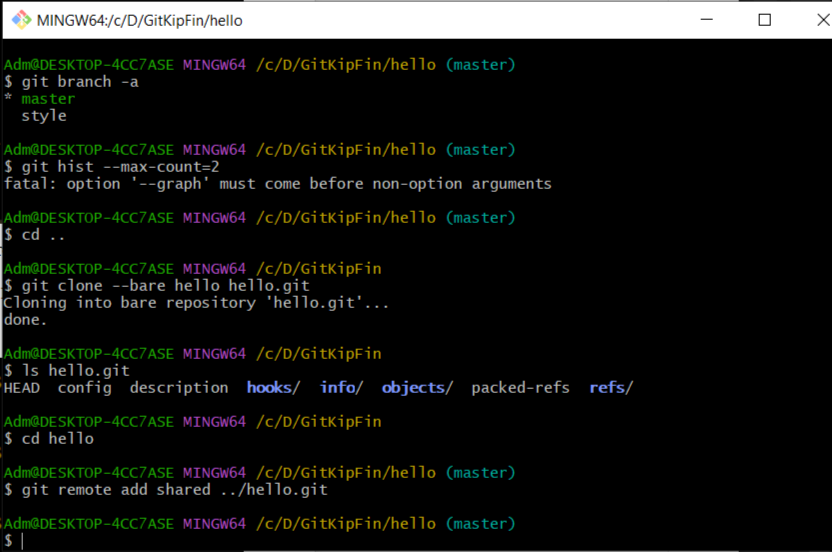 MINGW64:/c/D/GitKipFin/hello
Adm@DESKTOP-4CC7ASE MINGW64 /c/D/GitKipFin/hello (master)
$ git branch -a
* master
  style
Adm@DESKTOP-4CC7ASE MINGW64 /c/D/GitKipFin/hello (master)
$ git hist --max-count=2
fatal: option '--graph' must come before non-option arguments
Adm@DESKTOP-4CC7ASE MINGW64 /c/D/GitKipFin/hello (master)
$ cd ..
Adm@DESKTOP-4CC7ASE MINGW64 /c/D/GitKipFin
$ git clone --bare hello hello.git
Cloning into bare repository 'hello.git'...
done.
Adm@DESKTOP-4CC7ASE MINGW64 /c/D/GitKipFin
$ ls hello.git
HEAD  config  description  hooks/  info/  objects/  packed-refs  refs/
Adm@DESKTOP-4CC7ASE MINGW64 /c/D/GitKipFin
$ cd hello
Adm@DESKTOP-4CC7ASE MINGW64 /c/D/GitKipFin/hello (master)
$ git remote add shared ../hello.git
Adm@DESKTOP-4CC7ASE MINGW64 /c/D/GitKipFin/hello (master)
$